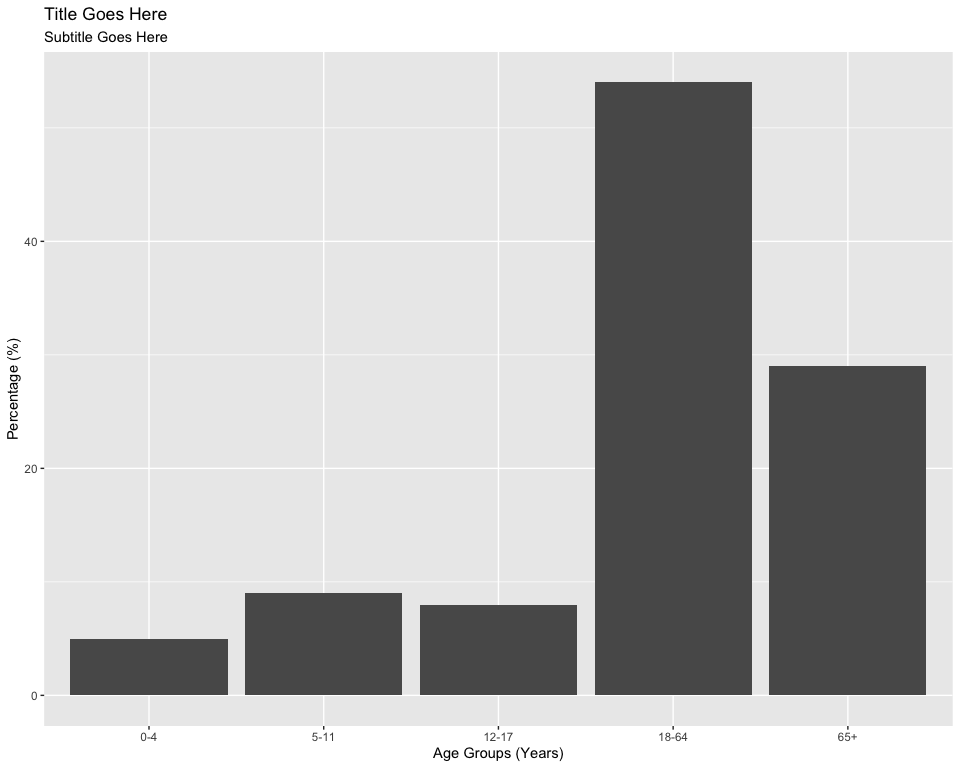 Title Goes Here
Subtitle Goes Here
40
20
0
Percentage (%)
0-4
5-11
12-17
18-64
65+
Age Groups (Years)